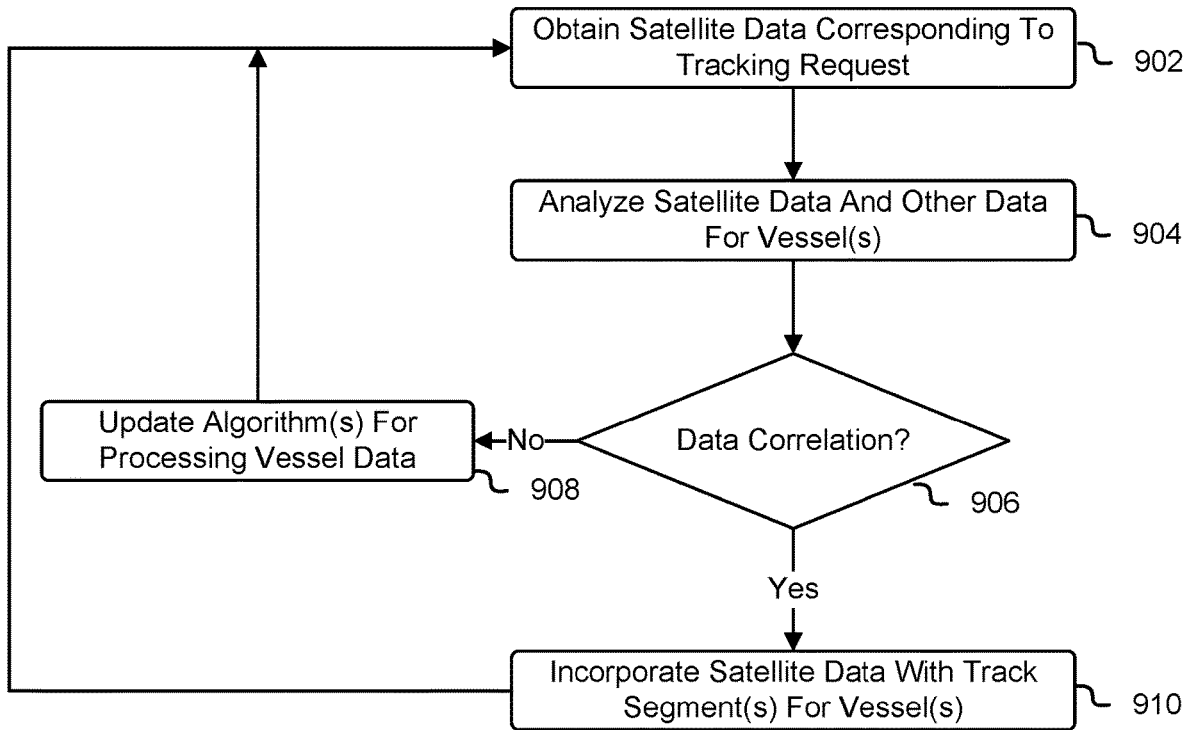 Obtain Satellite Data Corresponding To
Tracking Request
902
Analyze Satellite Data And Other Data
For Vessel(s)
904
Data Correlation?
906
No
Update Algorithm(s) For
Processing Vessel Data
908
Yes
Incorporate Satellite Data With Track
Segment(s) For Vessel(s)
910